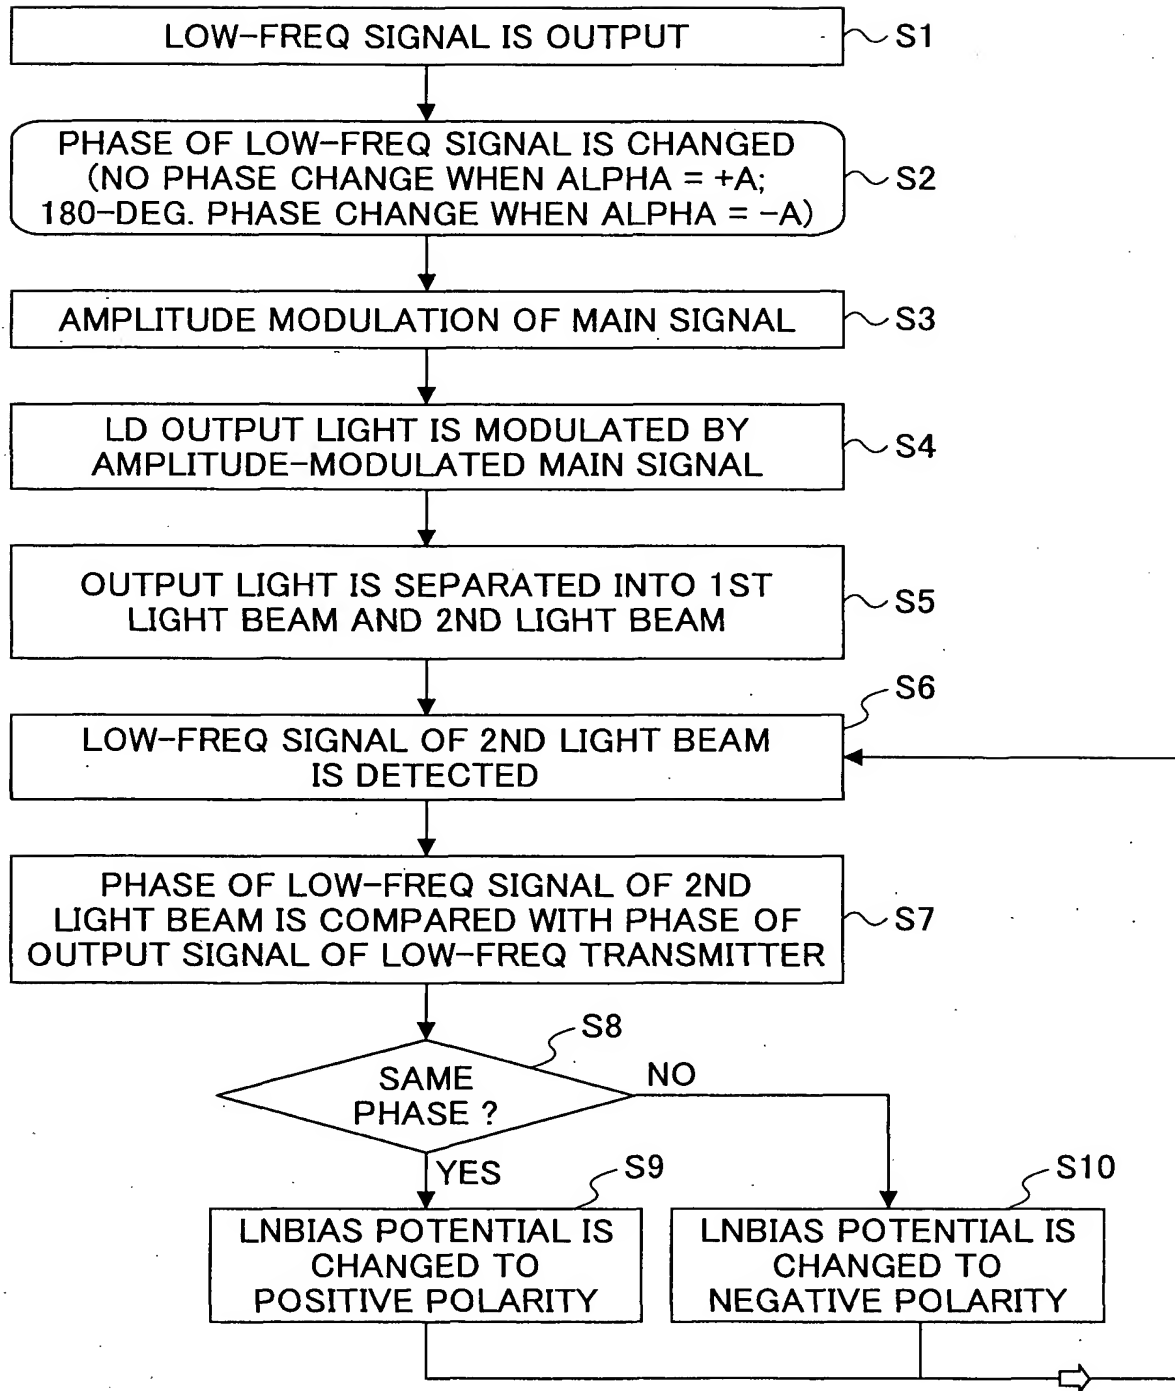 LOW-FREQ SIGNAL IS OUTPUT
S1
PHASE OF LOW-FREQ SIGNAL IS CHANGED
(NO PHASE CHANGE WHEN ALPHA = +A;
180-DEG. PHASE CHANGE WHEN ALPHA = -A)
S2
AMPLITUDE MODULATION OF MAIN SIGNAL
S3
LD OUTPUT LIGHT IS MODULATED BY
AMPLITUDE-MODULATED MAIN SIGNAL
S4
OUTPUT LIGHT IS SEPARATED INTO 1ST
LIGHT BEAM AND 2ND LIGHT BEAM
S5
S6
LOW-FREQ SIGNAL OF 2ND LIGHT BEAM
IS DETECTED
PHASE OF LOW-FREQ SIGNAL OF 2ND
LIGHT BEAM IS COMPARED WITH PHASE OF
OUTPUT SIGNAL OF LOW-FREQ TRANSMITTER
S7
S8
SAME
PHASE ?
NO
YES
S9
LNBIAS POTENTIAL IS
CHANGED TO
POSITIVE POLARITY
S10
LNBIAS POTENTIAL IS
CHANGED TO
NEGATIVE POLARITY